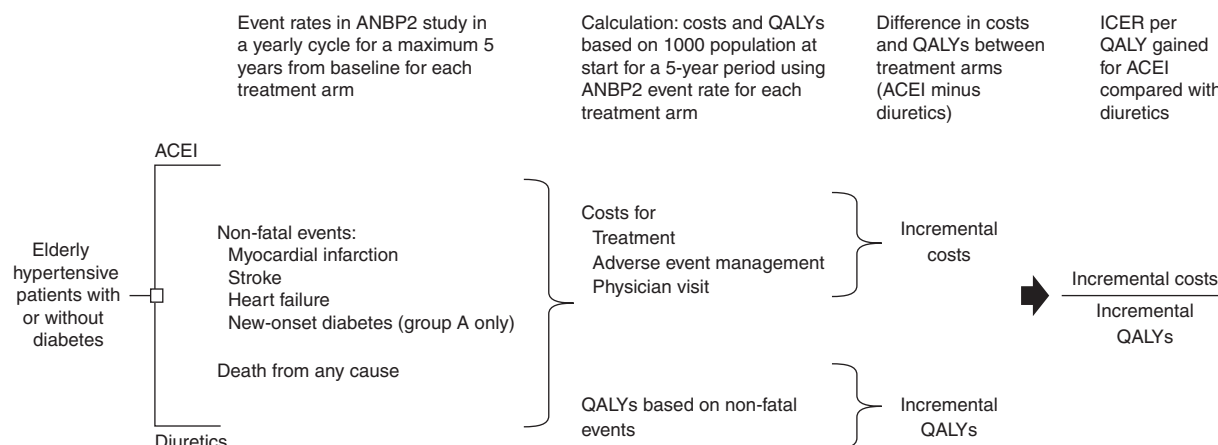 Event rates in ANBP2 study in
a yearly cycle for a maximum 5
years from baseline for each
treatment arm
Calculation: costs and QALYs
based on 1000 population at
start for a 5-year period using
ANBP2 event rate for each
treatment arm
Difference in costs
and QALYs between
treatment arms
(ACEI minus
diuretics)
ICER per
QALY gained
for ACEI
compared with
diuretics
Elderly
hypertensive
patients with
or without
diabetes
ACEI
Non-fatal events:
Myocardial infarction
Stroke
Heart failure
New-onset diabetes (group A only)
Death from any cause
Diuretics
Costs for
Treatment
Adverse event management
Physician visit
QALYs based on non-fatal
events
Incremental
costs
Incremental
QALYs
Incremental costs
Incremental
QALYs